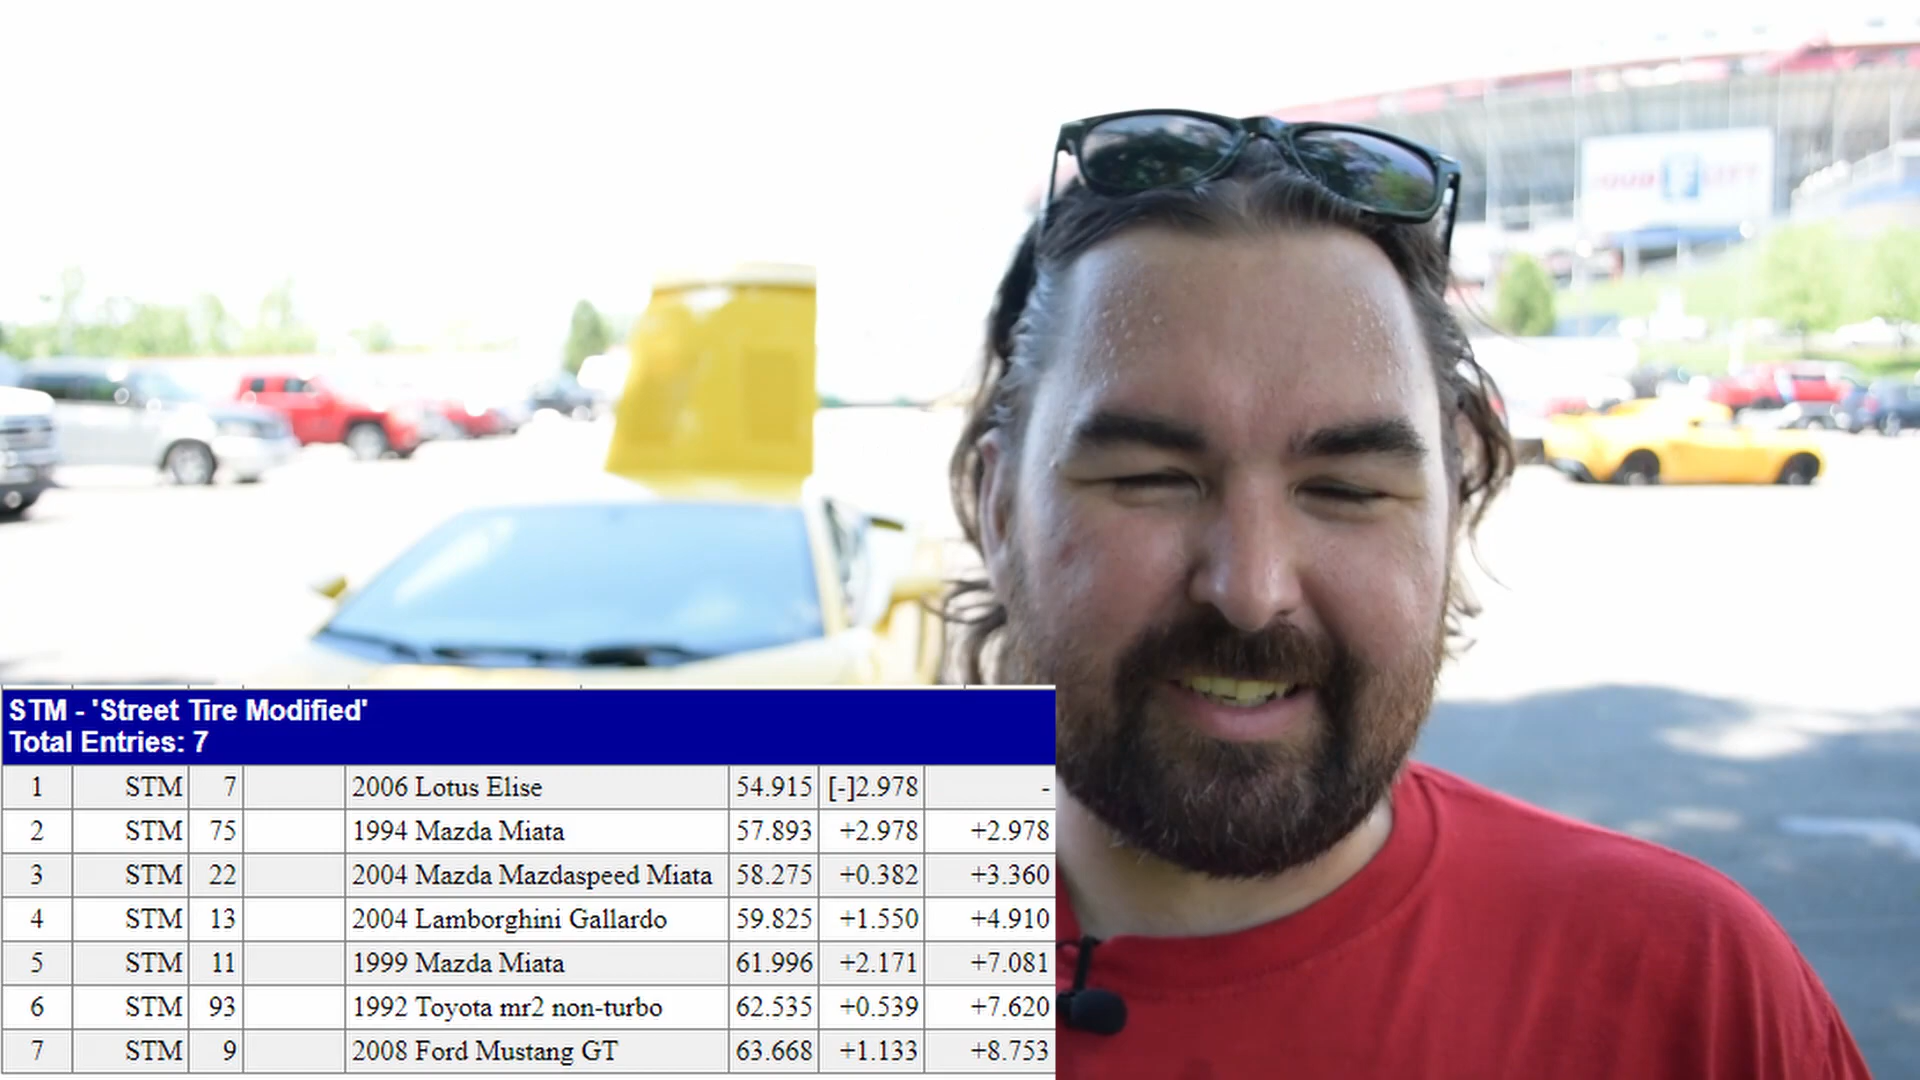 STM - 'Street Tire Modified'
Total Entries: 7
1 STM 7 2006 Lotus Elise 54.915 [-]2.978 -
2 STM 75 1994 Mazda Miata 57.893 +2.978 +2.978
3 STM 22 2004 Mazda Mazdaspeed Miata 58.275 +0.382 +3.360
4 STM 13 2004 Lamborghini Gallardo 59.825 +1.550 +4.910
5 STM 11 1999 Mazda Miata 61.996 +2.171 +7.081
6 STM 93 1992 Toyota mr2 non-turbo 62.535 +0.539 +7.620
7 STM 9 2008 Ford Mustang GT 63.668 +1.133 +8.753